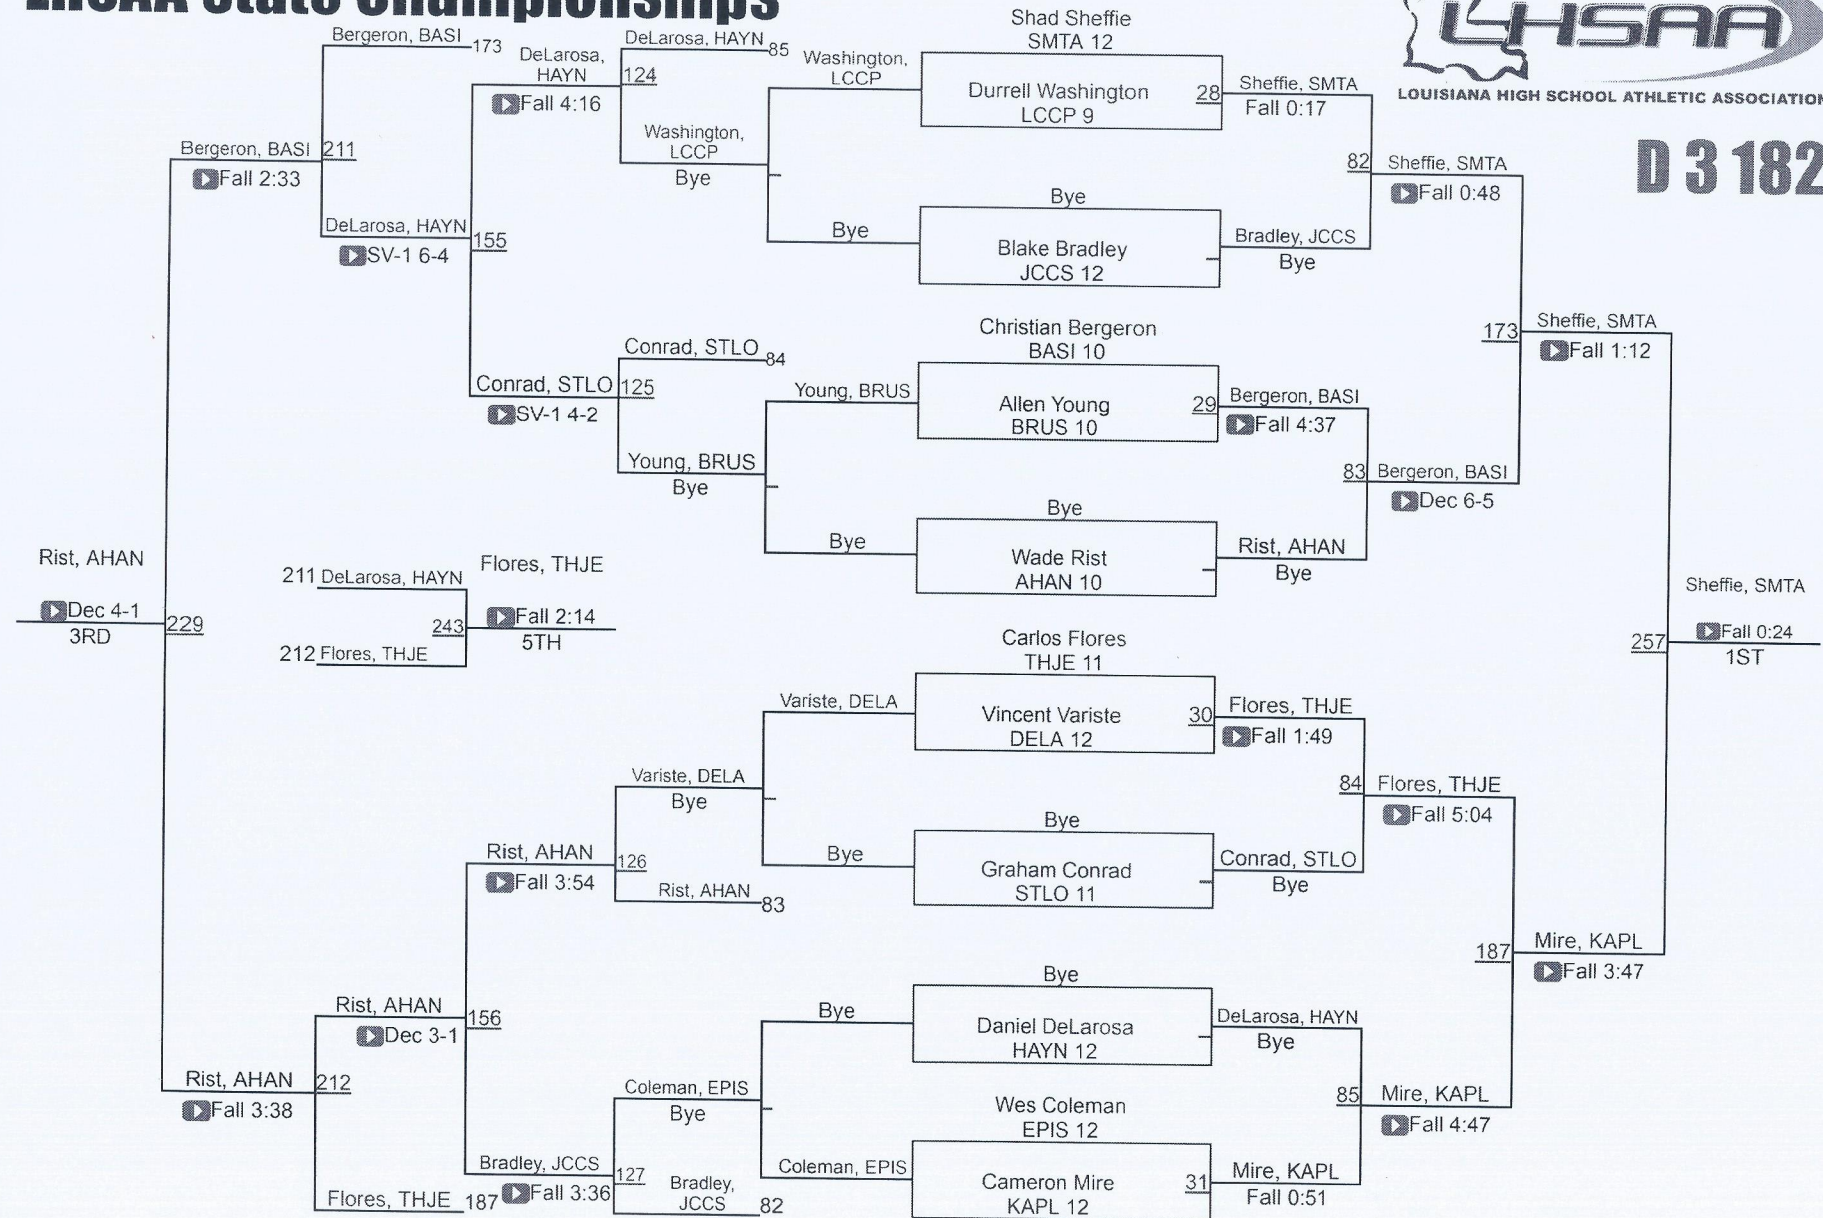 LHSAA State Championships
LHSAA
LOUISIANA HIGH SCHOOL ATHLETIC ASSOCIATION
D 3 182
Shad Sheffie
SMTA 12
Durrell Washington
LCCP 9
28
Sheffie, SMTA
Fall 0:17
Bye
Blake Bradley
JCCS 12
Bradley, JCCS
Bye
82
Sheffie, SMTA
Fall 0:48
Christian Bergeron
BASI 10
Allen Young
BRUS 10
29
Bergeron, BASI
Fall 4:37
Bye
Wade Rist
AHAN 10
Rist, AHAN
Bye
83
Bergeron, BASI
Dec 6-5
173
Sheffie, SMTA
Fall 1:12
Carlos Flores
THJE 11
Vincent Variste
DELA 12
30
Flores, THJE
Fall 1:49
Bye
Graham Conrad
STLO 11
Conrad, STLO
Bye
84
Flores, THJE
Fall 5:04
Bye
Daniel DeLarosa
HAYN 12
DeLarosa, HAYN
Bye
Wes Coleman
EPIS 12
Cameron Mire
KAPL 12
31
Mire, KAPL
Fall 0:51
85
Mire, KAPL
Fall 4:47
187
Mire, KAPL
Fall 3:47
257
Sheffie, SMTA
Fall 0:24
1ST
Washington,
LCCP
Bye
DeLarosa, HAYN
85
Washington,
LCCP
Bye
124
DeLarosa,
HAYN
Fall 4:16
Young, BRUS
Bye
Conrad, STLO
84
Young, BRUS
Bye
125
Conrad, STLO
SV-1 4-2
155
DeLarosa, HAYN
SV-1 6-4
Bergeron, BASI
173
211
Bergeron, BASI
Fall 2:33
Variste, DELA
Bye
Variste, DELA
Bye
126
Rist, AHAN
83
Rist, AHAN
Fall 3:54
Bye
Coleman, EPIS
Coleman, EPIS
Bye
127
Bradley,
JCCS
82
Bradley, JCCS
Fall 3:36
156
Rist, AHAN
Dec 3-1
Flores, THJE
187
212
Rist, AHAN
Fall 3:38
229
Rist, AHAN
Dec 4-1
3RD
211 DeLarosa, HAYN
212 Flores, THJE
243
Flores, THJE
Fall 2:14
5TH